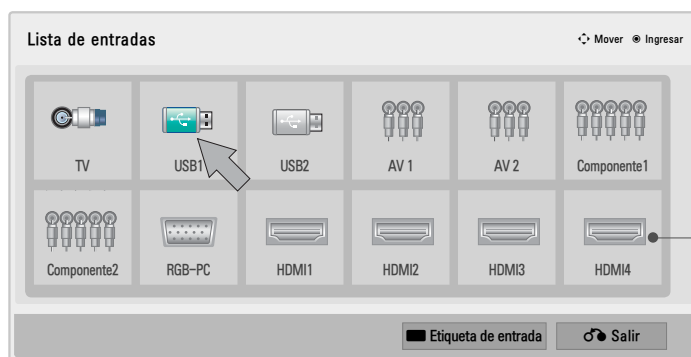 Lista de entradas
Mover Ingresar
TV USB1 USB2 AV 1 AV 2 Componente1
Componente2 RGB-PC HDMI1 HDMI2 HDMI3 HDMI4
Etiqueta de entrada Salir